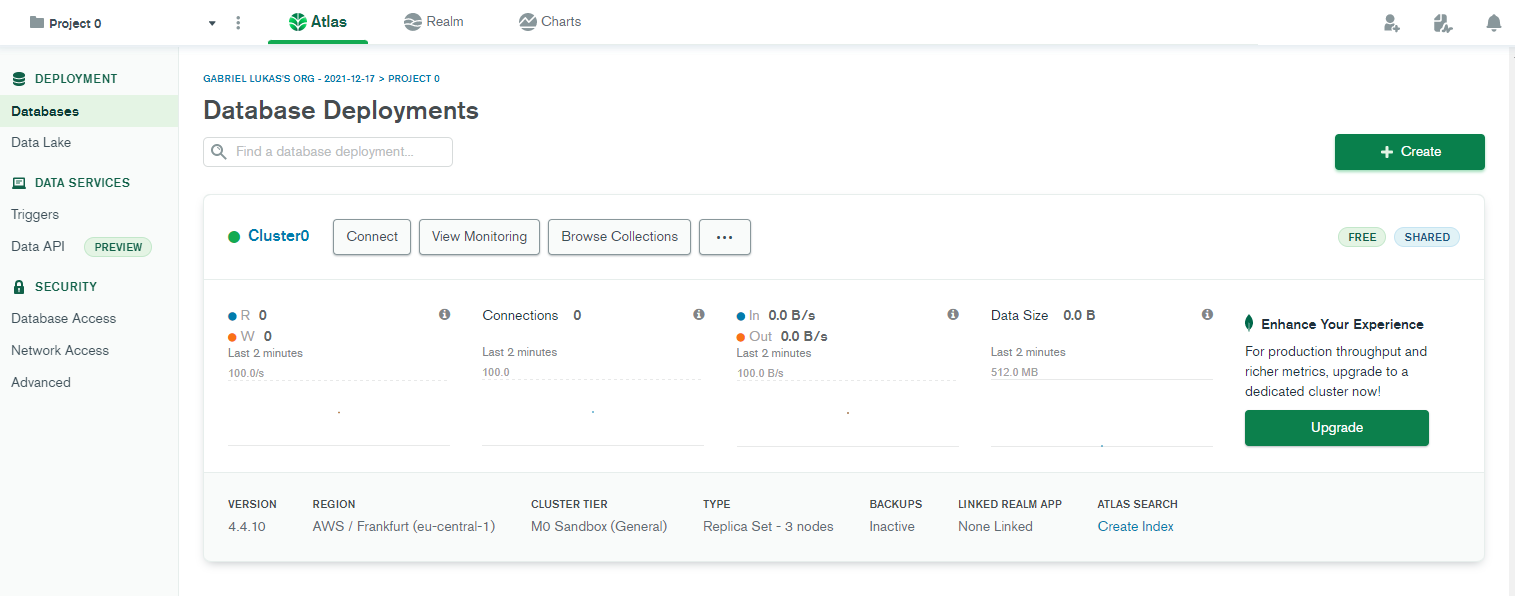 Project 0
Atlas
Realm
Charts
DEPLOYMENT
Databases
Data Lake
DATA SERVICES
Triggers
Data API PREVIEW
SECURITY
Database Access
Network Access
Advanced
GABRIEL LUKAS'S ORG - 2021-12-17 > PROJECT 0
Database Deployments
Find a database deployment...
+ Create
Cluster0
Connect
View Monitoring
Browse Collections
...
FREE
SHARED
R 0
W 0
Last 2 minutes
100.0/s
Connections 0
Last 2 minutes
100.0
In 0.0 B/s
Out 0.0 B/s
Last 2 minutes
100.0 B/s
Data Size 0.0 B
Last 2 minutes
512.0 MB
Enhance Your Experience
For production throughput and
richer metrics, upgrade to a
dedicated cluster now!
Upgrade
VERSION
4.4.10
REGION
AWS / Frankfurt (eu-central-1)
CLUSTER TIER
M0 Sandbox (General)
TYPE
Replica Set - 3 nodes
BACKUPS
Inactive
LINKED REALM APP
None Linked
ATLAS SEARCH
Create Index